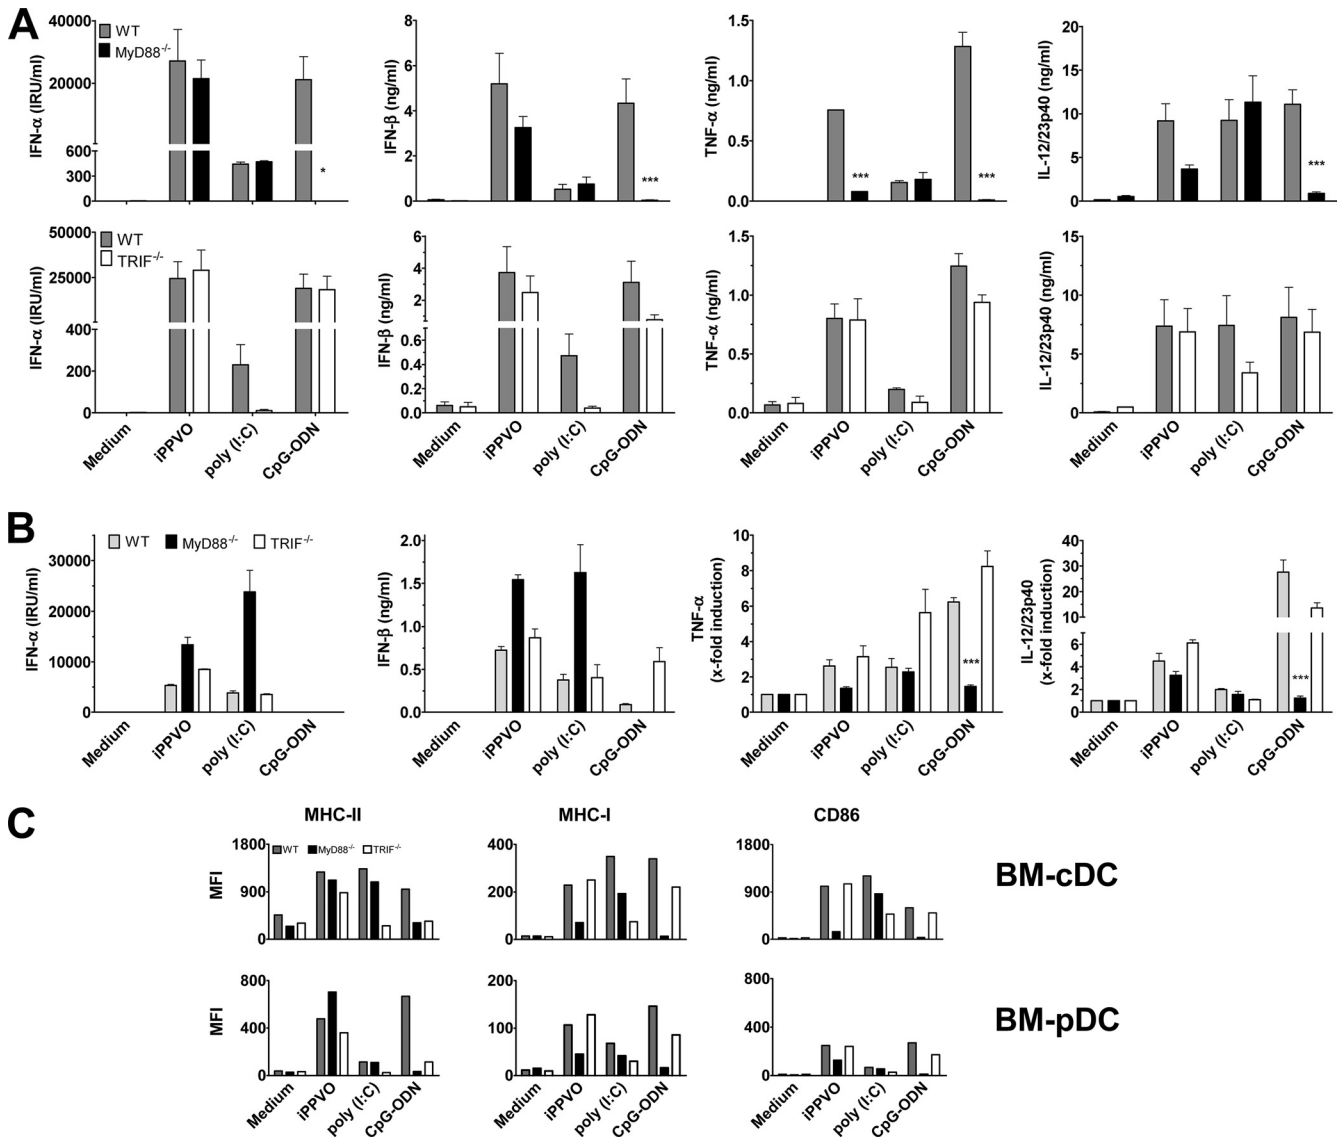 A
IFN-α (IRU/ml)
40000
20000
600
300
0
WT
MyD88-/-
*
IFN-β (ng/ml)
8
6
4
2
0
***
TNF-α (ng/ml)
1.5
1.0
0.5
0.0
***
***
IL-12/23p40 (ng/ml)
20
15
10
5
0
***
IFN-α (IRU/ml)
50000
25000
400
200
0
WT
TRIF-/-
Medium
iPPVO
poly (I:C)
CpG-ODN
IFN-β (ng/ml)
6
4
2
0.6
0.4
0.2
0.0
Medium
iPPVO
poly (I:C)
CpG-ODN
TNF-α (ng/ml)
1.5
1.0
0.5
0.0
Medium
iPPVO
poly (I:C)
CpG-ODN
IL-12/23p40 (ng/ml)
15
10
5
0
Medium
iPPVO
poly (I:C)
CpG-ODN
B
WT MyD88-/- TRIF-/-
IFN-α (IRU/ml)
30000
20000
10000
0
Medium
iPPVO
poly (I:C)
CpG-ODN
IFN-β (ng/ml)
2.0
1.5
1.0
0.5
0.0
Medium
iPPVO
poly (I:C)
CpG-ODN
TNF-α
(x-fold induction)
10
8
6
4
2
0
***
Medium
iPPVO
poly (I:C)
CpG-ODN
IL-12/23p40
(x-fold induction)
40
30
20
10
6
4
2
0
***
Medium
iPPVO
poly (I:C)
CpG-ODN
C
MHC-II
MHC-I
CD86
MFI
1800
900
0
WT MyD88-/- TRIF-/-
400
200
0
1800
900
0
BM-cDC
MFI
800
400
0
Medium
iPPVO
poly (I:C)
CpG-ODN
200
100
0
Medium
iPPVO
poly (I:C)
CpG-ODN
800
400
0
Medium
iPPVO
poly (I:C)
CpG-ODN
BM-pDC